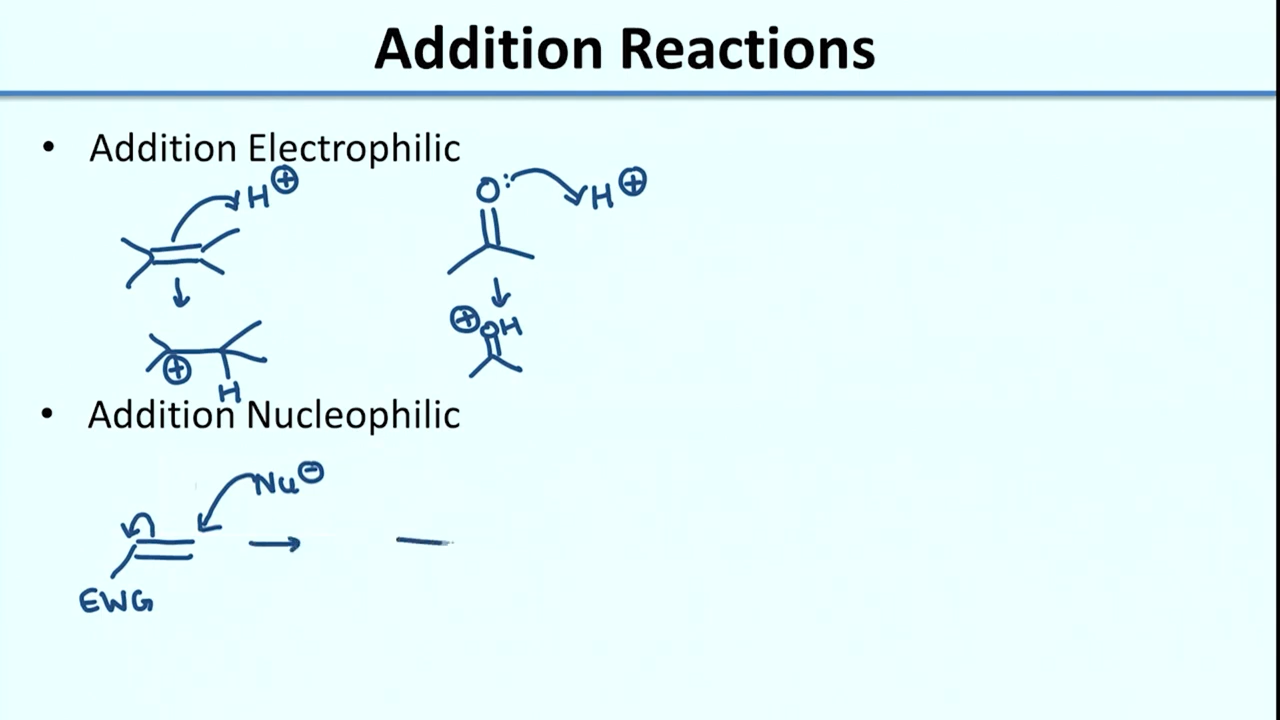 Addition Reactions
• Addition Electrophilic
H⊕
O: H⊕
⊕
H
⊕ OH
• Addition Nucleophilic
Nu⊖
EWG